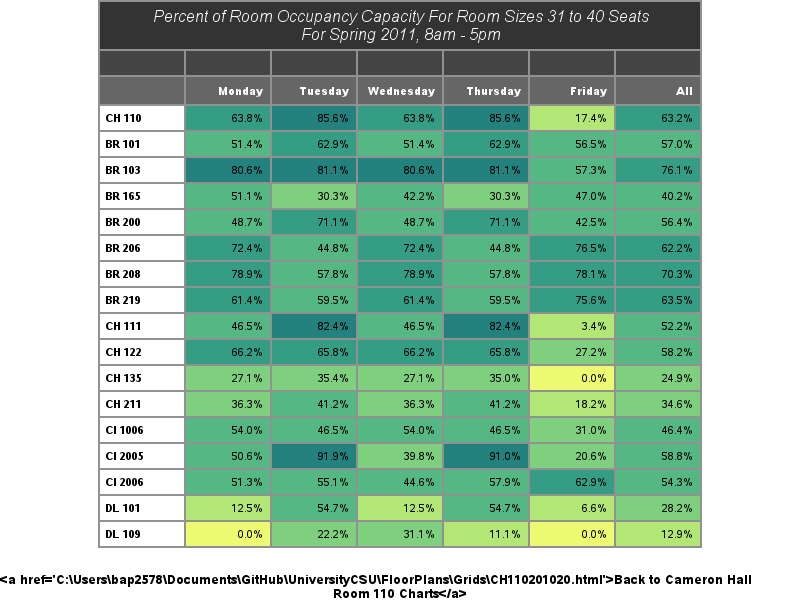 Percent of Room Occupancy Capacity For Room Sizes 31 to 40 Seats
For Spring 2011, 8am - 5pm
Monday Tuesday Wednesday Thursday Friday All
CH 110 63.8% 85.6% 63.8% 85.6% 17.4% 63.2%
BR 101 51.4% 62.9% 51.4% 62.9% 56.5% 57.0%
BR 103 80.6% 81.1% 80.6% 81.1% 57.3% 76.1%
BR 165 51.1% 30.3% 42.2% 30.3% 47.0% 40.2%
BR 200 48.7% 71.1% 48.7% 71.1% 42.5% 56.4%
BR 206 72.4% 44.8% 72.4% 44.8% 76.5% 62.2%
BR 208 78.9% 57.8% 78.9% 57.8% 78.1% 70.3%
BR 219 61.4% 59.5% 61.4% 59.5% 75.6% 63.5%
CH 111 46.5% 82.4% 46.5% 82.4% 3.4% 52.2%
CH 122 66.2% 65.8% 66.2% 65.8% 27.2% 58.2%
CH 135 27.1% 35.4% 27.1% 35.0% 0.0% 24.9%
CH 211 36.3% 41.2% 36.3% 41.2% 18.2% 34.6%
CI 1006 54.0% 46.5% 54.0% 46.5% 31.0% 46.4%
CI 2005 50.6% 91.9% 39.8% 91.0% 20.6% 58.8%
CI 2006 51.3% 55.1% 44.6% 57.9% 62.9% 54.3%
DL 101 12.5% 54.7% 12.5% 54.7% 6.6% 28.2%
DL 109 0.0% 22.2% 31.1% 11.1% 0.0% 12.9%
<a href='C:\Users\bap2578\Documents\GitHub\UniversityCSU\FloorPlans\Grids\CH110201020.html'>Back to Cameron Hall
Room 110 Charts</a>